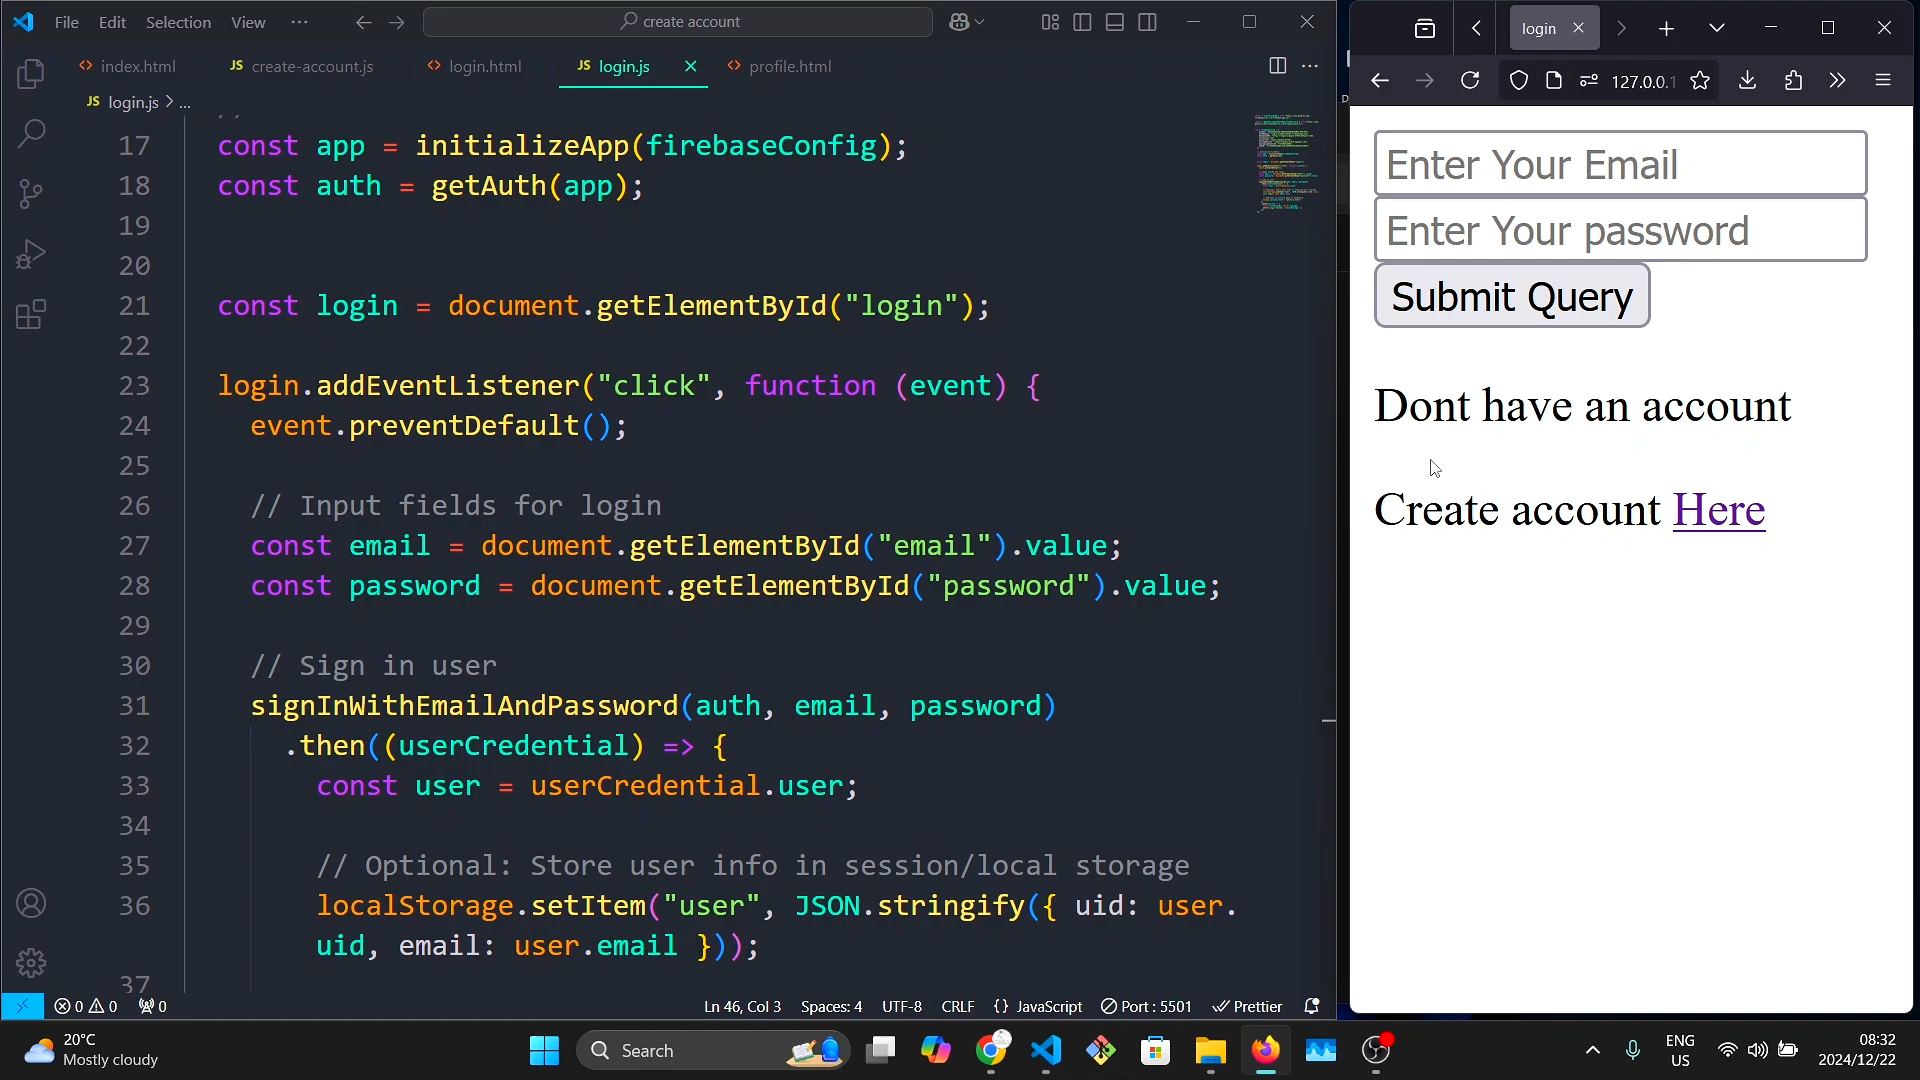 File Edit Selection View ··· create account
index.html create-account.js login.html login.js profile.html
login.js > ...
17 const app = initializeApp(firebaseConfig);
18 const auth = getAuth(app);
19
20
21 const login = document.getElementById("login");
22
23 login.addEventListener("click", function (event) {
24 event.preventDefault();
25
26 // Input fields for login
27 const email = document.getElementById("email").value;
28 const password = document.getElementById("password").value;
29
30 // Sign in user
31 signInWithEmailAndPassword(auth, email, password)
32 .then((userCredential) => {
33 const user = userCredential.user;
34
35 // Optional: Store user info in session/local storage
36 localStorage.setItem("user", JSON.stringify({ uid: user.
uid, email: user.email }));
37
0 0 0 Ln 46, Col 3 Spaces: 4 UTF-8 CRLF {} JavaScript Port : 5501 Prettier
login
127.0.0.1
Enter Your Email
Enter Your password
Submit Query
Dont have an account
Create account Here
20°C
Mostly cloudy
Search
ENG
US
08:32
2024/12/22